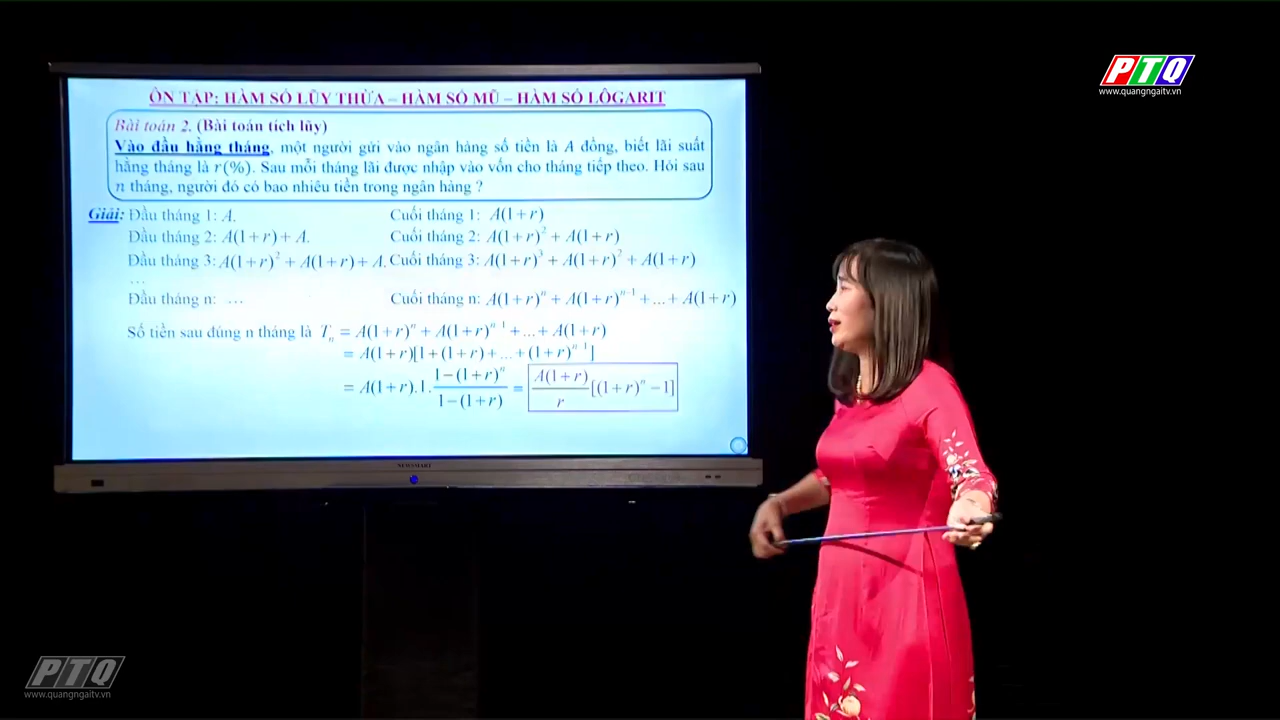 PTQ
www.quangngaitv.vn
ÔN TẬP: HÀM SỐ LŨY THỪA – HÀM SỐ MŨ – HÀM SỐ LÔGARIT
Bài toán 2. (Bài toán tích lũy)
Vào đầu hằng tháng, một người gửi vào ngân hàng số tiền là A đồng, biết lãi suất
hằng tháng là r(%). Sau mỗi tháng lãi được nhập vào vốn cho tháng tiếp theo. Hỏi sau
n tháng, người đó có bao nhiêu tiền trong ngân hàng ?
Giải: Đầu tháng 1: A. Cuối tháng 1: A(1+r)
Đầu tháng 2: A(1+r)+A. Cuối tháng 2: A(1+r)² + A(1+r)
Đầu tháng 3: A(1+r)² + A(1+r)+A. Cuối tháng 3: A(1+r)³ + A(1+r)² + A(1+r)
...
Đầu tháng n: ... Cuối tháng n: A(1+r)ⁿ + A(1+r)ⁿ⁻¹ +...+ A(1+r)
Số tiền sau đúng n tháng là Tₙ = A(1+r)ⁿ + A(1+r)ⁿ⁻¹ +...+ A(1+r)
= A(1+r)[1+(1+r)+...+(1+r)ⁿ⁻¹]
= A(1+r).1.\frac{1-(1+r)ⁿ}{1-(1+r)} = \frac{A(1+r)}{r}[(1+r)ⁿ −1]
NEWSMART
PTQ
www.quangngaitv.vn